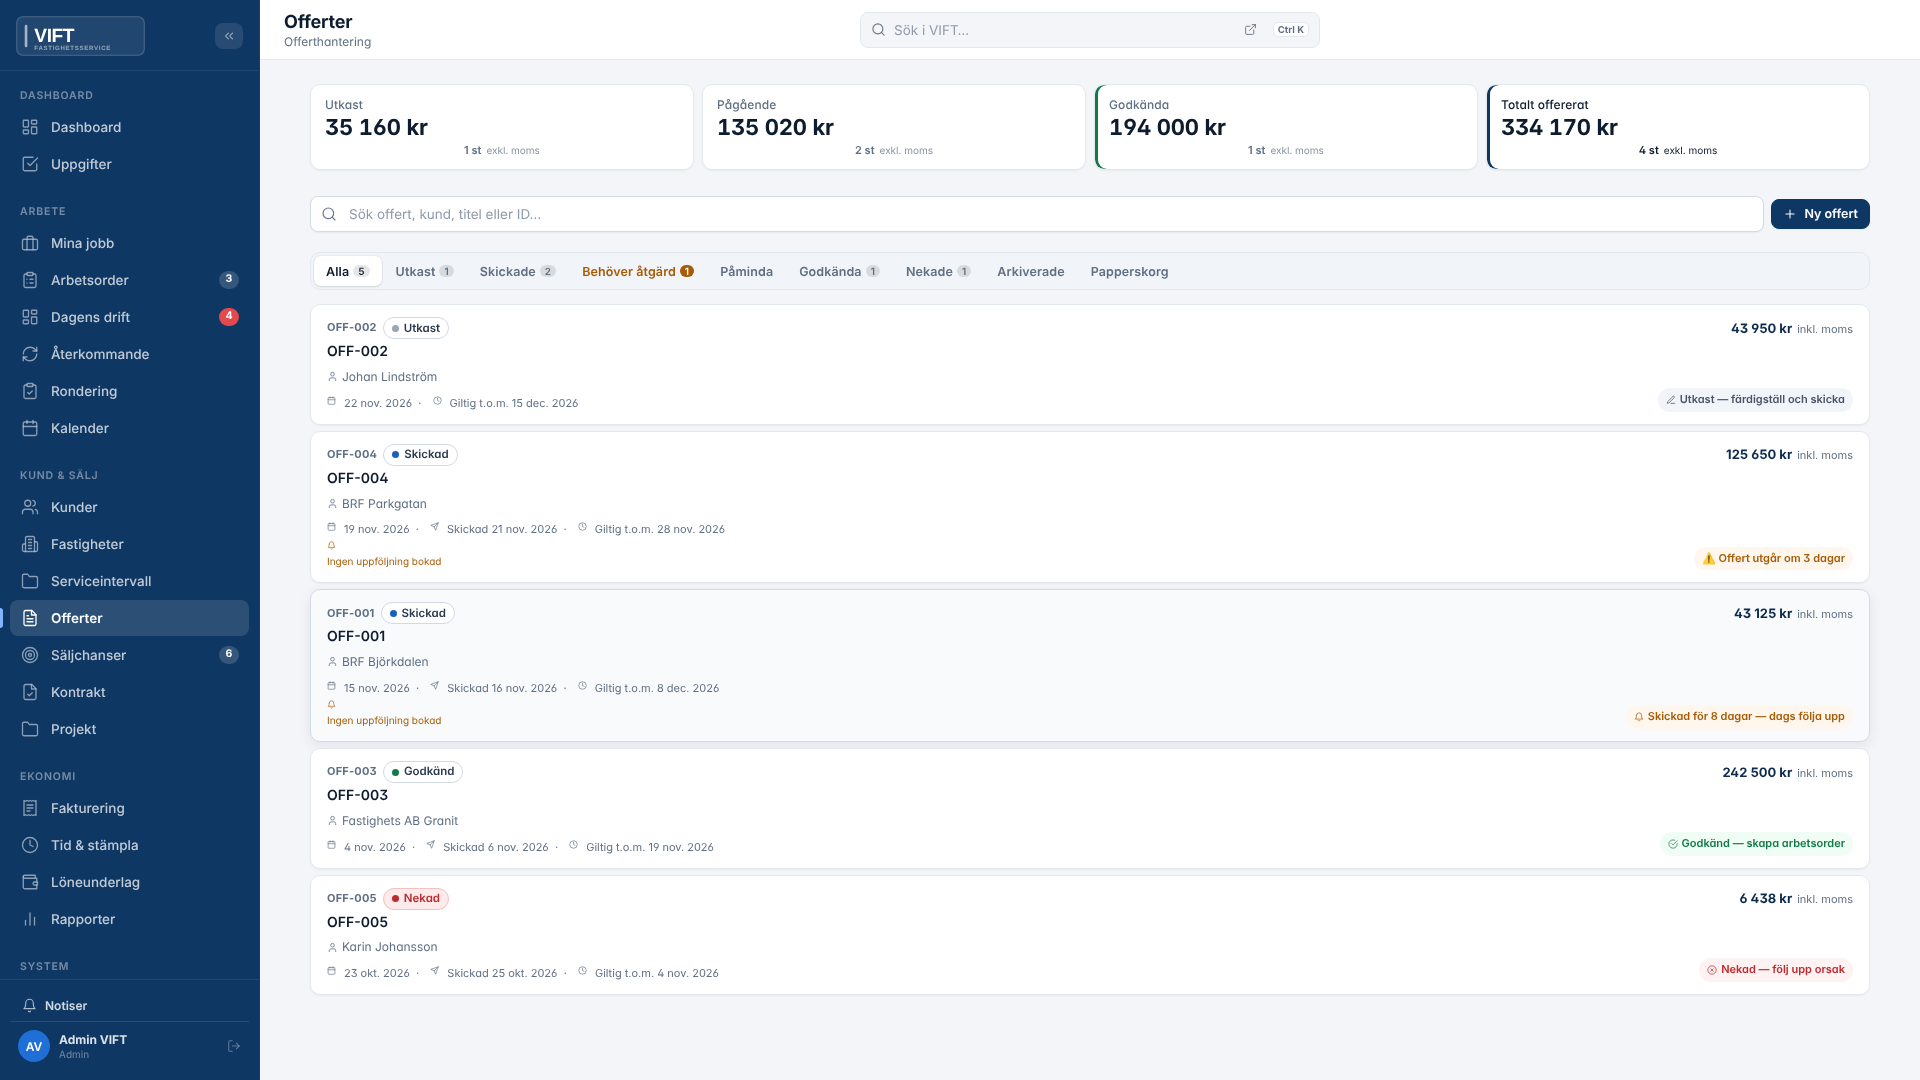 VIFT
FASTIGHETSSERVICE
DASHBOARD
Dashboard
Uppgifter
ARBETE
Mina jobb
Arbetsorder 3
Dagens drift 4
Återkommande
Rondering
Kalender
KUND & SÄLJ
Kunder
Fastigheter
Serviceintervall
Offerter
Säljchanser 6
Kontrakt
Projekt
EKONOMI
Fakturering
Tid & stämpla
Löneunderlag
Rapporter
SYSTEM
Notiser
AV
Admin VIFT
Admin
Offerter
Offerthantering
Sök i VIFT... Ctrl K
Utkast
35 160 kr
1 st exkl. moms
Pågående
135 020 kr
2 st exkl. moms
Godkända
194 000 kr
1 st exkl. moms
Totalt offererat
334 170 kr
4 st exkl. moms
Sök offert, kund, titel eller ID...
Ny offert
Alla 5 Utkast 1 Skickade 2 Behöver åtgärd 1 Påminda Godkända 1 Nekade 1 Arkiverade Papperskorg
OFF-002 Utkast 43 950 kr inkl. moms
OFF-002
Johan Lindström
22 nov. 2026 · Giltig t.o.m. 15 dec. 2026
Utkast — färdigställ och skicka
OFF-004 Skickad 125 650 kr inkl. moms
OFF-004
BRF Parkgatan
19 nov. 2026 · Skickad 21 nov. 2026 · Giltig t.o.m. 28 nov. 2026
Ingen uppföljning bokad
Offert utgår om 3 dagar
OFF-001 Skickad 43 125 kr inkl. moms
OFF-001
BRF Björkdalen
15 nov. 2026 · Skickad 16 nov. 2026 · Giltig t.o.m. 8 dec. 2026
Ingen uppföljning bokad
Skickad för 8 dagar — dags följa upp
OFF-003 Godkänd 242 500 kr inkl. moms
OFF-003
Fastighets AB Granit
4 nov. 2026 · Skickad 6 nov. 2026 · Giltig t.o.m. 19 nov. 2026
Godkänd — skapa arbetsorder
OFF-005 Nekad 6 438 kr inkl. moms
OFF-005
Karin Johansson
23 okt. 2026 · Skickad 25 okt. 2026 · Giltig t.o.m. 4 nov. 2026
Nekad — följ upp orsak